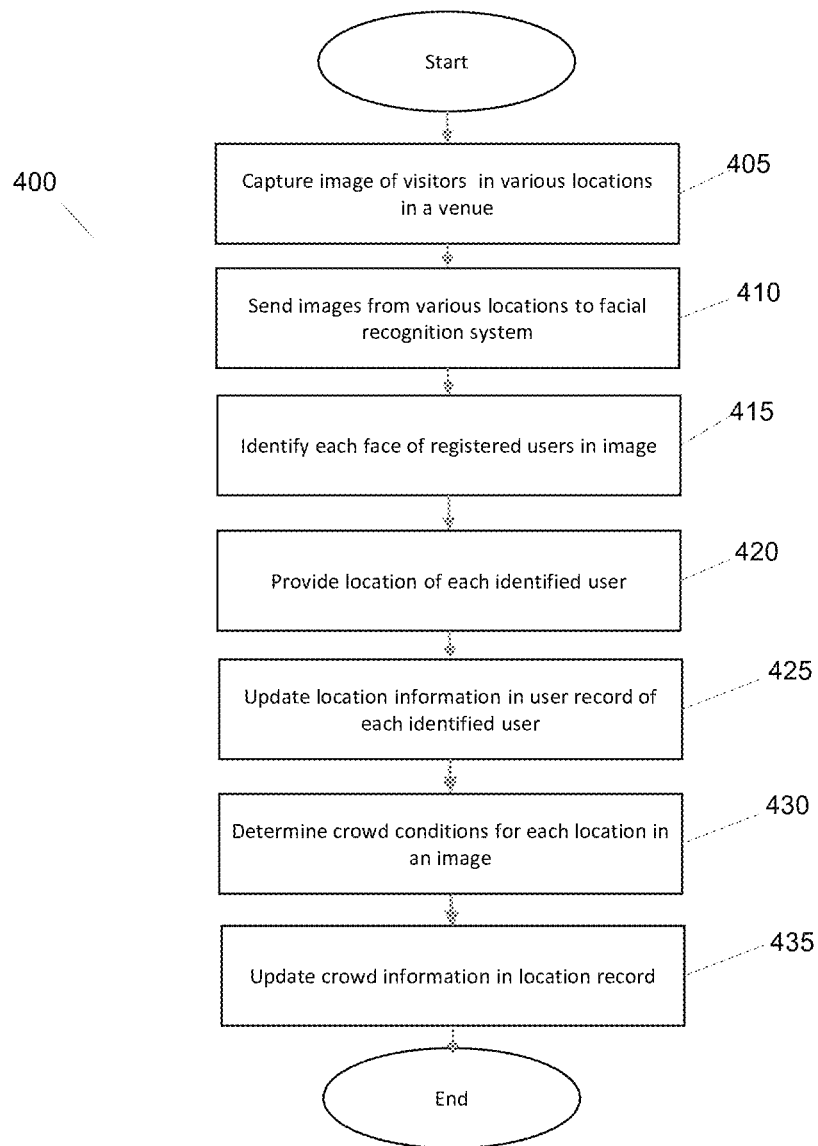 Start
400
Capture image of visitors in various locations
in a venue
405
Send images from various locations to facial
recognition system
410
Identify each face of registered users in image
415
Provide location of each identified user
420
Update location information in user record of
each identified user
425
Determine crowd conditions for each location in
an image
430
Update crowd information in location record
435
End